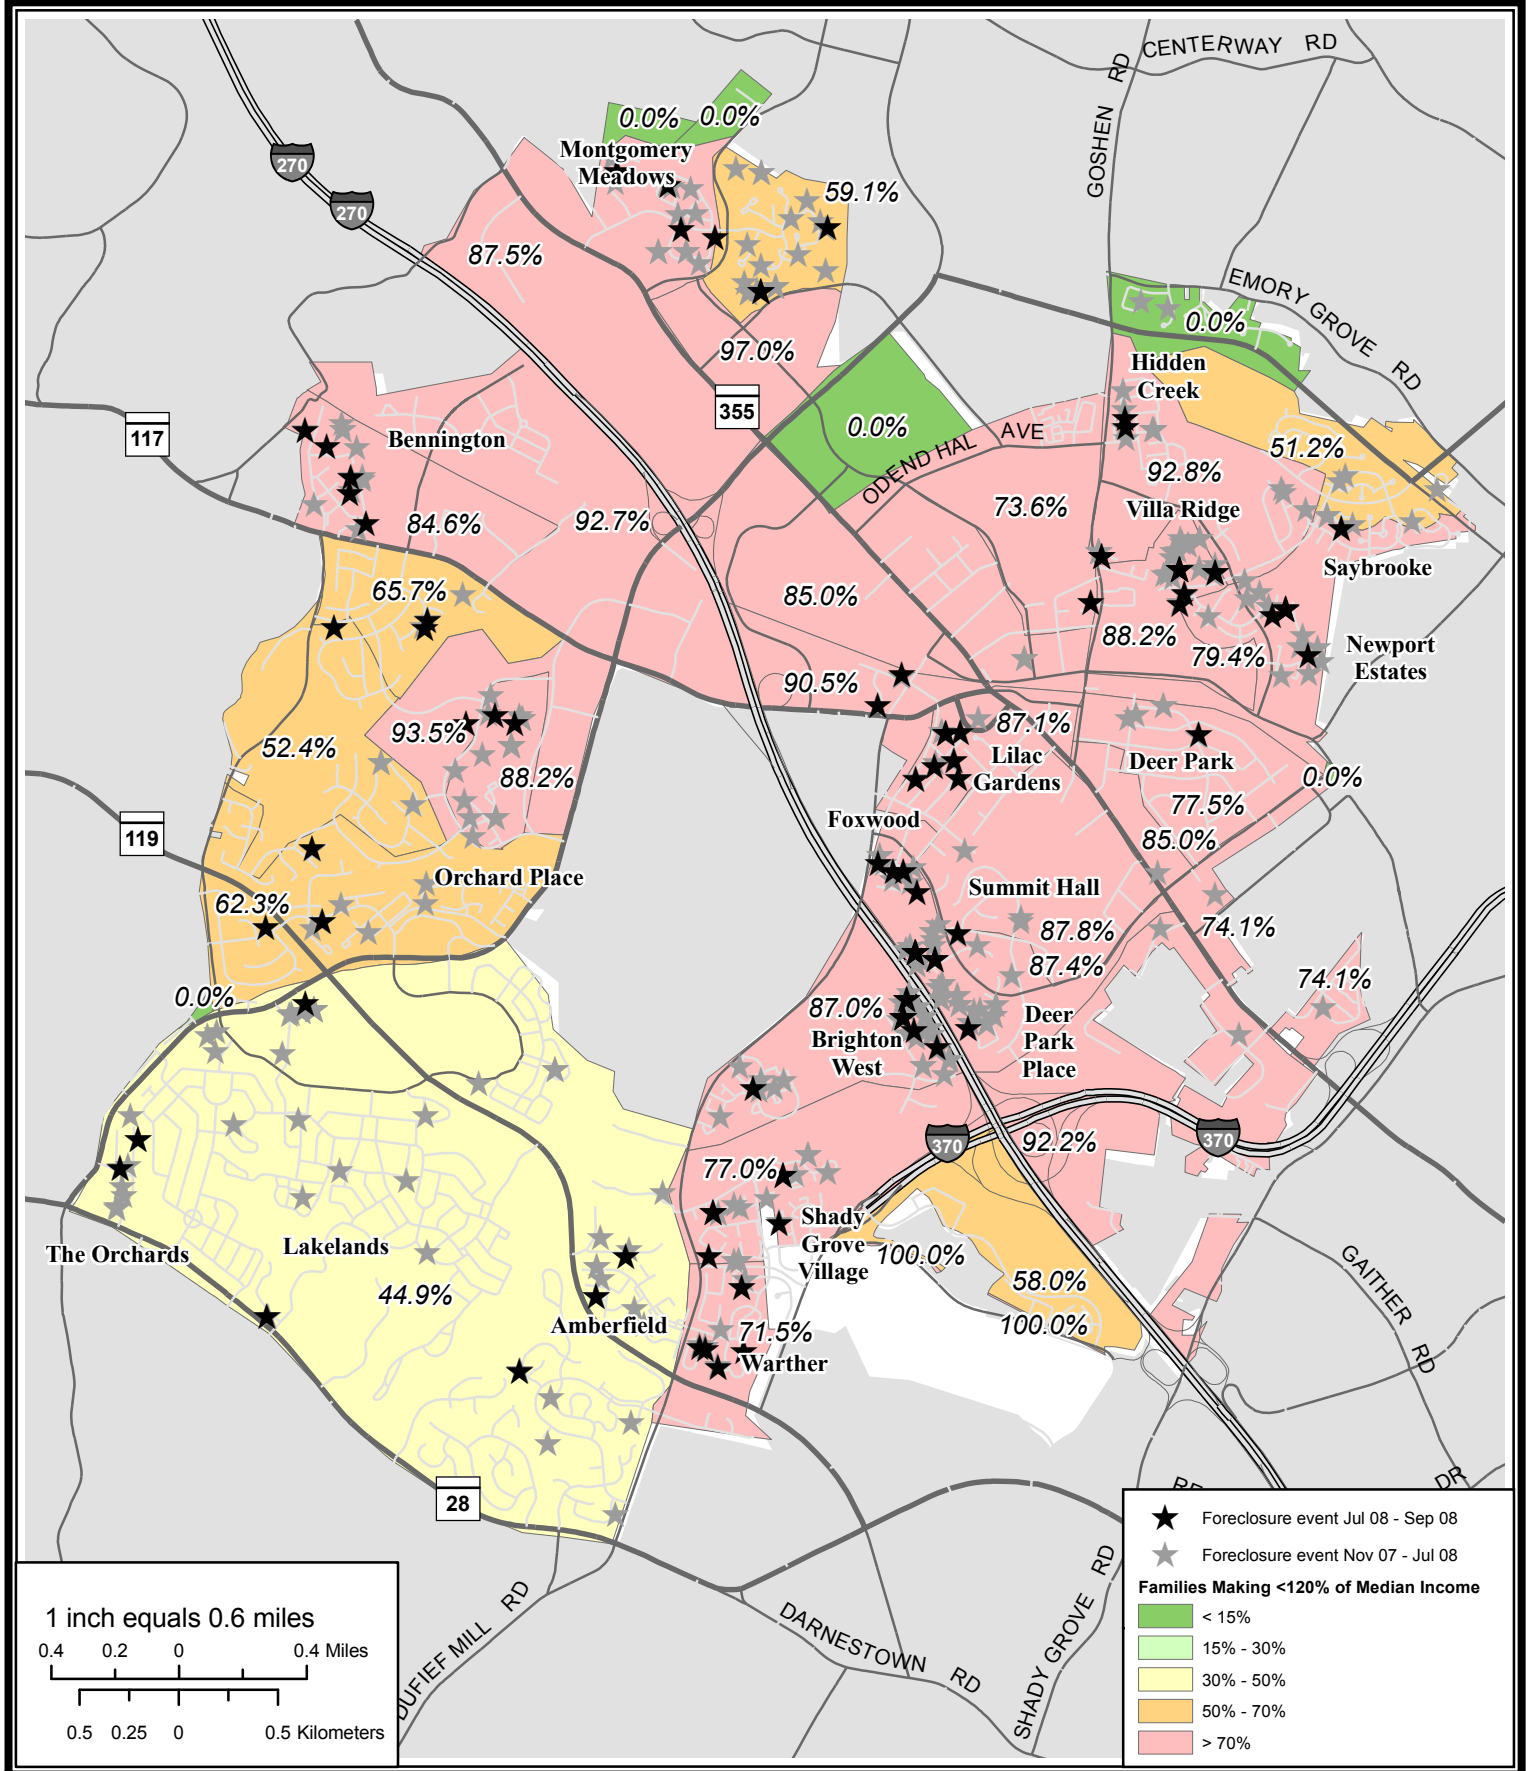 CENTERWAY RD
GOSHEN RD
0.0%
0.0%
Montgomery
Meadows
270
270
59.1%
87.5%
EMORY GROVE RD
0.0%
97.0%
Hidden
Creek
355
117
0.0%
ODEND HAL AVE
Bennington
51.2%
92.8%
73.6%
Villa Ridge
84.6%
92.7%
Saybrooke
65.7%
85.0%
88.2%
79.4%
Newport
Estates
90.5%
93.5%
87.1%
52.4%
Lilac
Gardens
Deer Park
88.2%
0.0%
77.5%
119
Foxwood
85.0%
Orchard Place
Summit Hall
62.3%
87.8%
74.1%
87.4%
74.1%
0.0%
87.0%
Deer
Park
Place
Brighton
West
370
370
92.2%
77.0%
Shady
Grove
Village
The Orchards
Lakelands
100.0%
44.9%
58.0%
GAITHER RD
Amberfield
71.5%
100.0%
Warther
28
DR
DUFIEF MILL RD
DARNESTOWN RD
SHADY GROVE RD
Foreclosure event Jul 08 - Sep 08
Foreclosure event Nov 07 - Jul 08
Families Making <120% of Median Income
< 15%
15% - 30%
30% - 50%
50% - 70%
> 70%
1 inch equals 0.6 miles
0.4 0.2 0 0.4 Miles
0.5 0.25 0 0.5 Kilometers